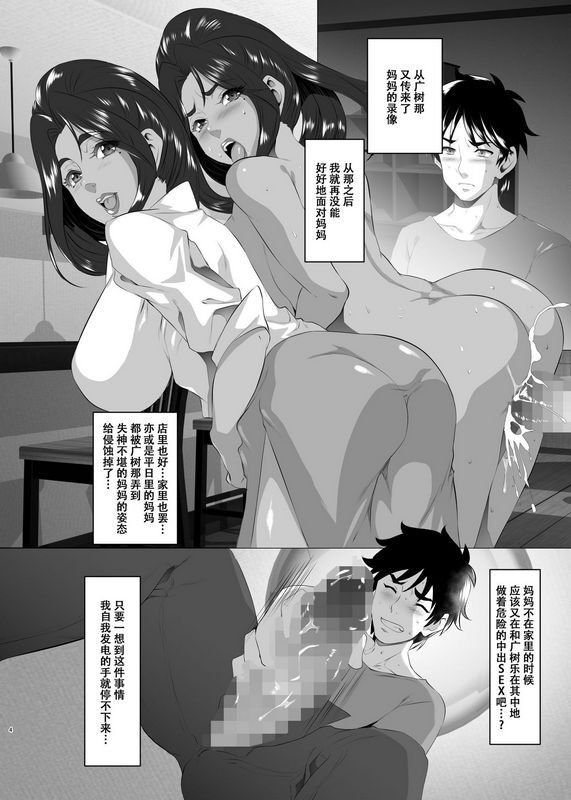 从广树那
又传来了
妈妈的录像
从那之后
我就再没能
好好地面对妈妈
店里也好…家里也罢…
亦或是平日里的妈妈
都被广树那弄到
失神不堪的妈妈的姿态
给侵蚀掉了…
妈妈不在家里的时候
应该又在和广树乐在其中地
做着危险的中出SEX吧…?
只要一想到这件事情
我自我发电的手就停不下来…
4